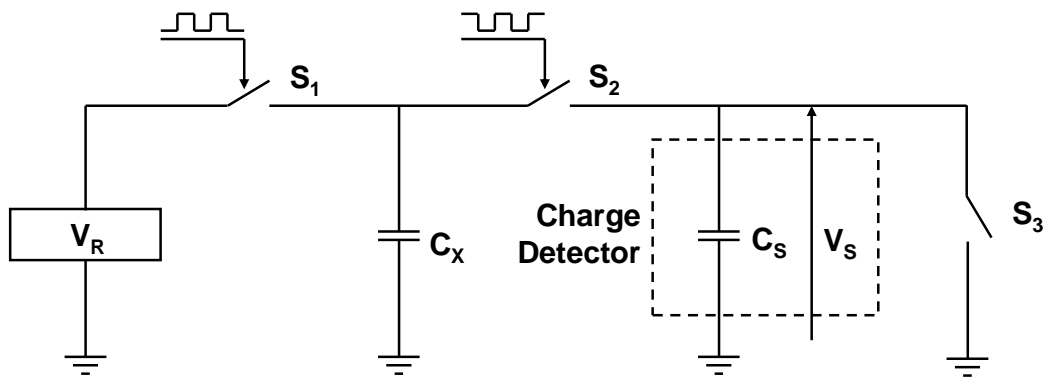 S1
S2
VR
CX
Charge
Detector
CS
VS
S3